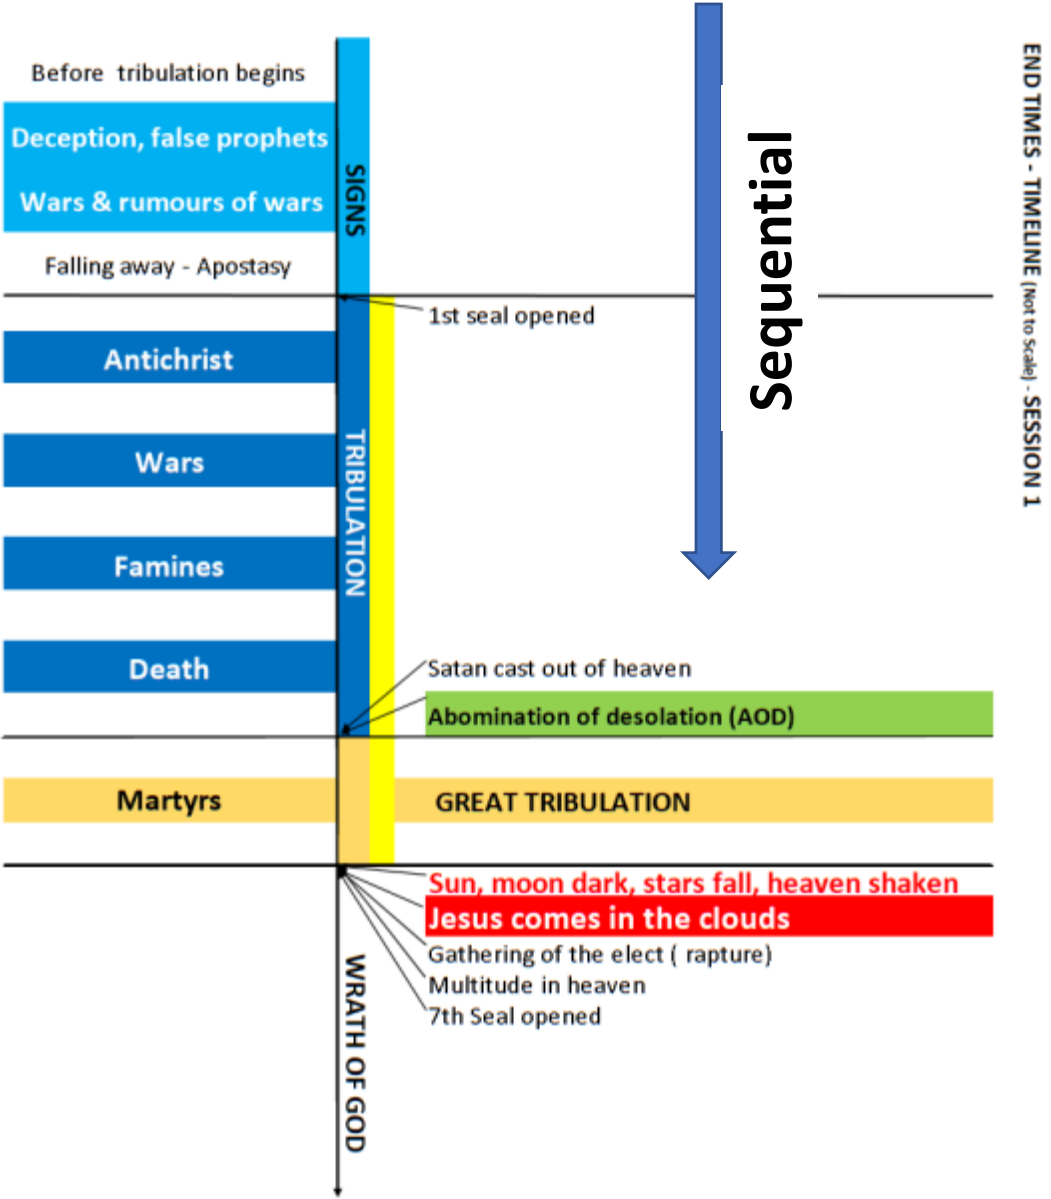 Before tribulation begins
Deception, false prophets
Wars & rumours of wars
Falling away - Apostasy
SIGNS
Sequential
END TIMES - TIMELINE (Not to Scale) - SESSION 1
1st seal opened
Antichrist
Wars
Famines
Death
TRIBULATION
Satan cast out of heaven
Abomination of desolation (AOD)
Martyrs
GREAT TRIBULATION
Sun, moon dark, stars fall, heaven shaken
Jesus comes in the clouds
Gathering of the elect ( rapture)
Multitude in heaven
7th Seal opened
WRATH OF GOD